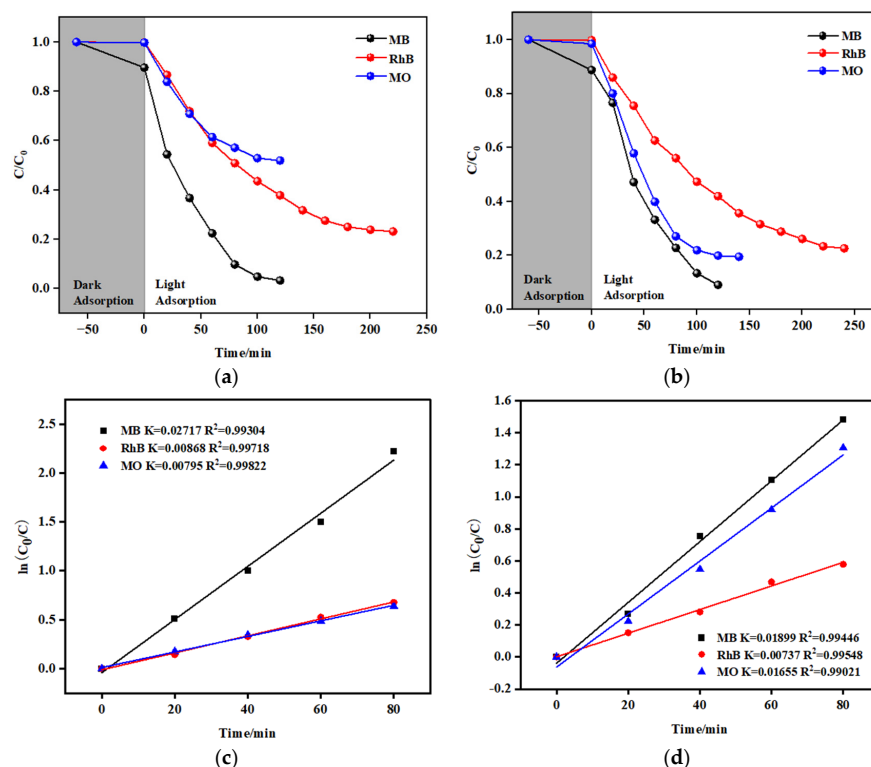 1.0
0.8
0.6
0.4
0.2
0.0
C/C₀
MB
RhB
MO
Dark
Adsorption
Light
Adsorption
−50 0 50 100 150 200 250
Time/min
(a)
1.0
0.8
0.6
0.4
0.2
0.0
C/C₀
MB
RhB
MO
Dark
Adsorption
Light
Adsorption
−50 0 50 100 150 200 250
Time/min
(b)
2.5
2.0
1.5
1.0
0.5
0.0
ln (C₀/C)
MB K=0.02717 R²=0.99304
RhB K=0.00868 R²=0.99718
MO K=0.00795 R²=0.99822
0 20 40 60 80
Time/min
(c)
1.6
1.4
1.2
1.0
0.8
0.6
0.4
0.2
0.0
−0.2
ln (C₀/C)
MB K=0.01899 R²=0.99446
RhB K=0.00737 R²=0.99548
MO K=0.01655 R²=0.99021
0 20 40 60 80
Time/min
(d)